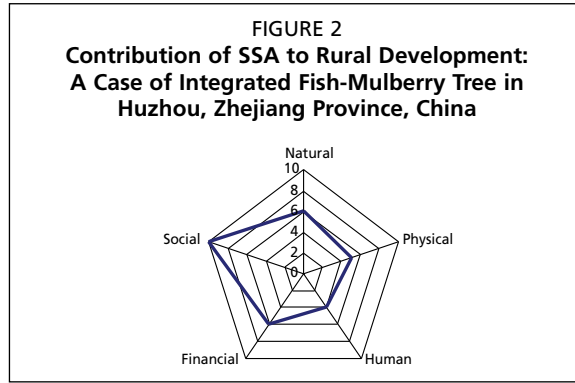 FIGURE 2
Contribution of SSA to Rural Development:
A Case of Integrated Fish-Mulberry Tree in
Huzhou, Zhejiang Province, China
Natural
10
8
6
4
2
0
Social
Physical
Financial
Human